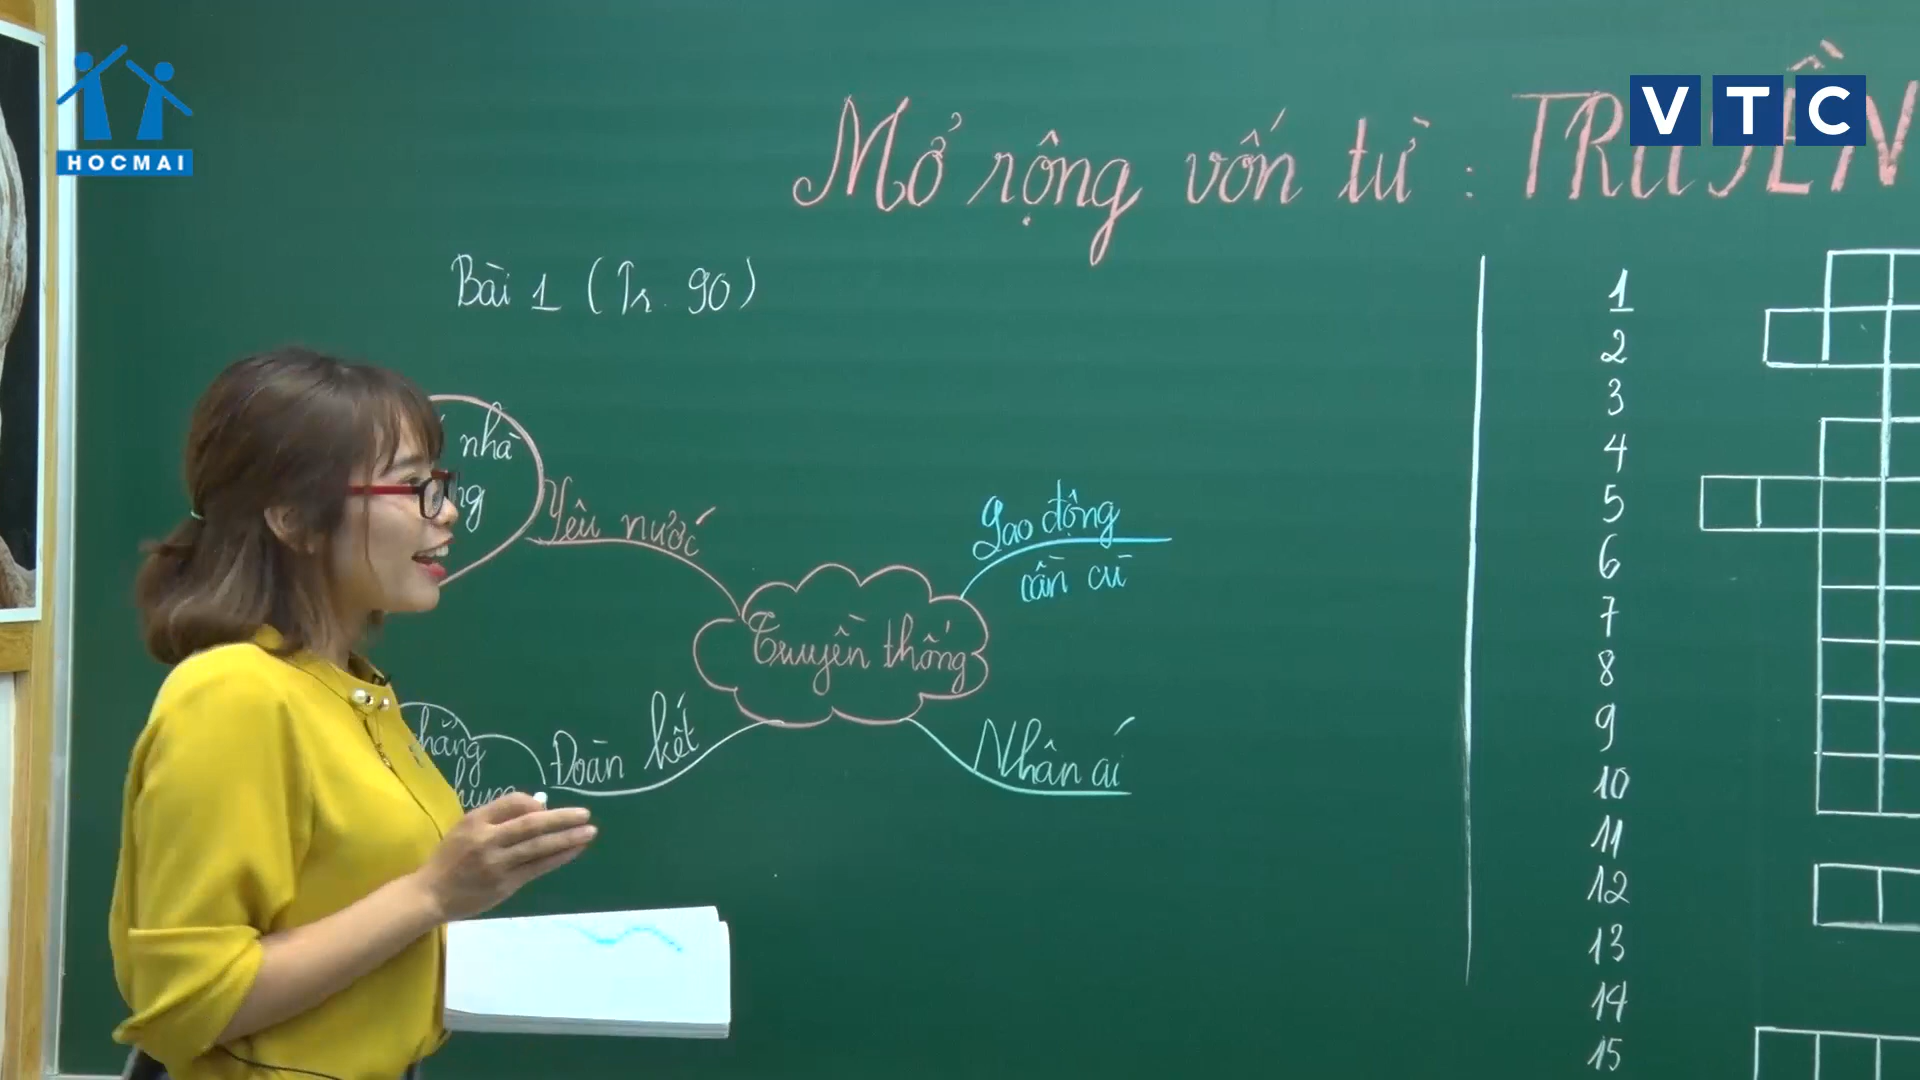 HOCMAI
VTC
Mở rộng vốn từ : TRUYỀN
Bài 1 (Tr. 90)
nhà
Yêu nước
Lao động
cần cù
Truyền thống
Đoàn kết
Nhân ái
1
2
3
4
5
6
7
8
9
10
11
12
13
14
15